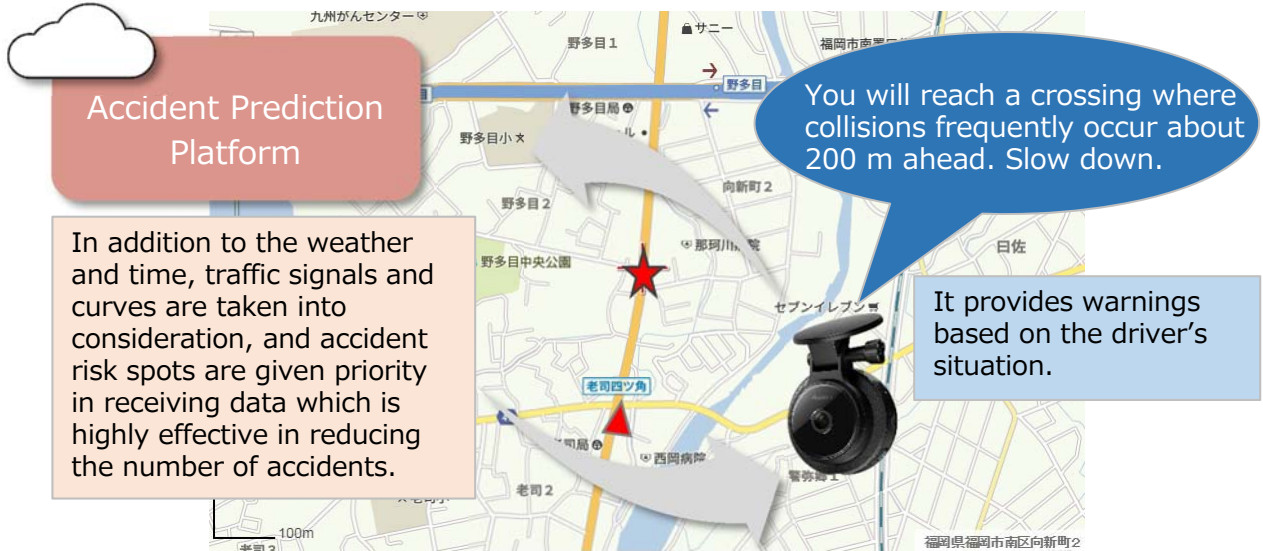 九州がんセンター
サニー
野多目1
野多目
野多目局
野多目小
Accident Prediction
Platform
You will reach a crossing where
collisions frequently occur about
200 m ahead. Slow down.
向新町2
野多目2
野多目中央公園
日佐
セブンイレブン
In addition to the weather
and time, traffic signals and
curves are taken into
consideration, and accident
risk spots are given priority
in receiving data which is
highly effective in reducing
the number of accidents.
It provides warnings
based on the driver's
situation.
老司四ツ角
西岡病院
警弥郷1
老司2
100m
老司3
福岡県福岡市南区向新町2